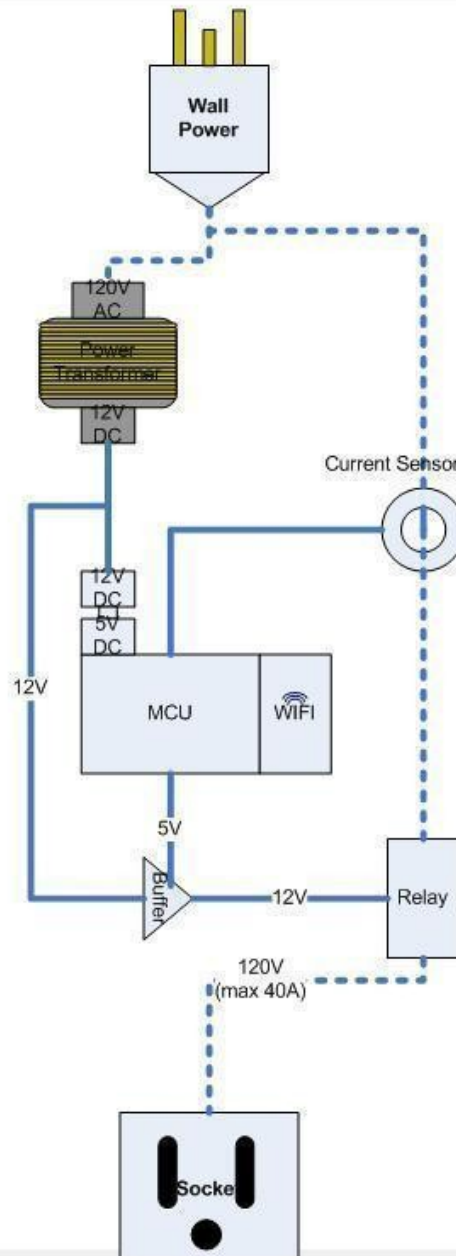 Wall
Power
120V
AC
Power
Transformer
12V
DC
Current Sensor
12V
DC
5V
DC
12V
MCU
WIFI
5V
Buffer
12V
Relay
120V
(max 40A)
Socket